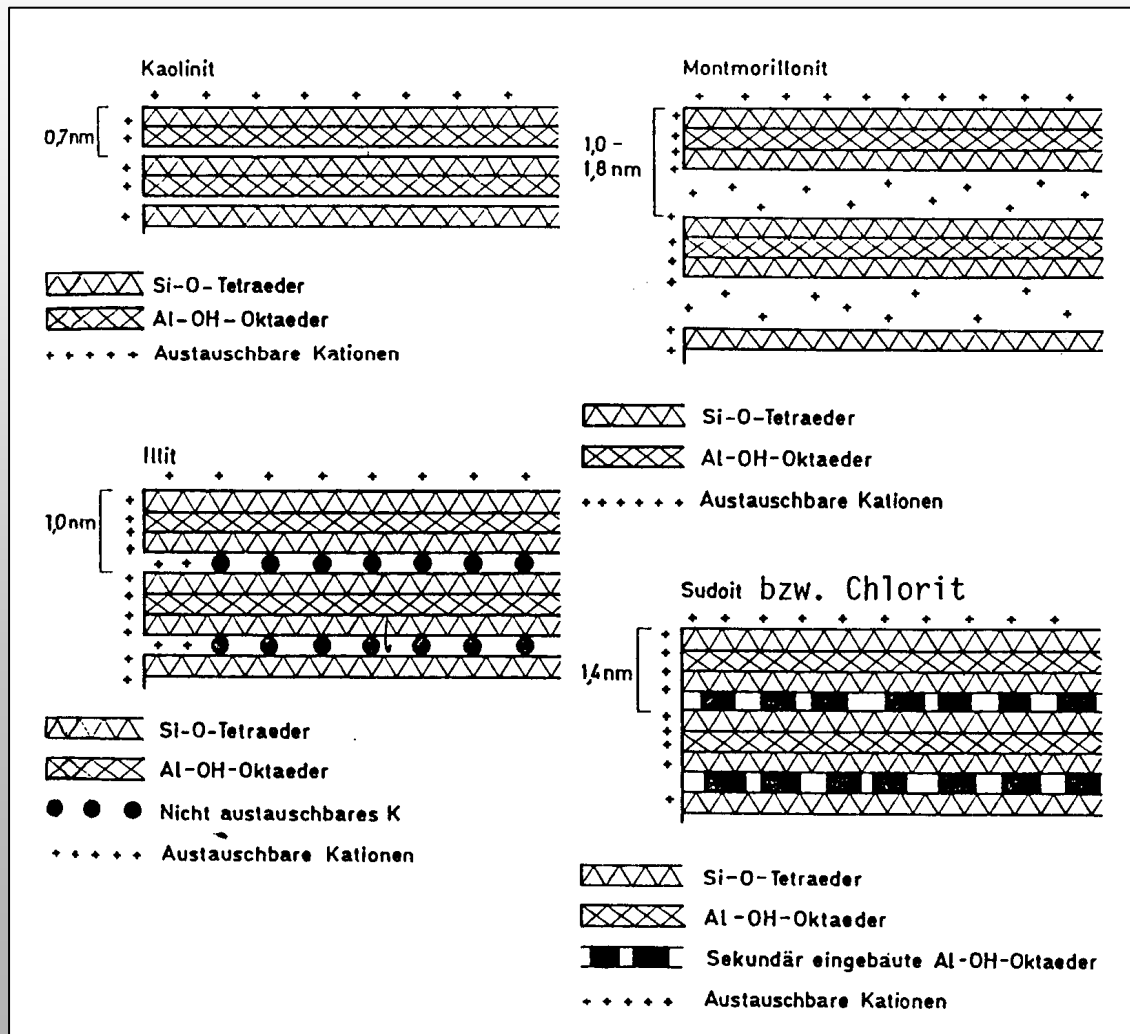 Kaolinit
0,7nm
Si-O-Tetraeder
Al-OH-Oktaeder
+ + + + + Austauschbare Kationen
Montmorillonit
1,0 -
1,8 nm
Si-O-Tetraeder
Al-OH-Oktaeder
+ + + + + + Austauschbare Kationen
Illit
1,0nm
Si-O-Tetraeder
Al-OH-Oktaeder
Nicht austauschbares K
+ + + + + Austauschbare Kationen
Sudoit bzw. Chlorit
1,4nm
Si-O-Tetraeder
Al-OH-Oktaeder
Sekundär eingebaute Al-OH-Oktaeder
+ + + + + Austauschbare Kationen